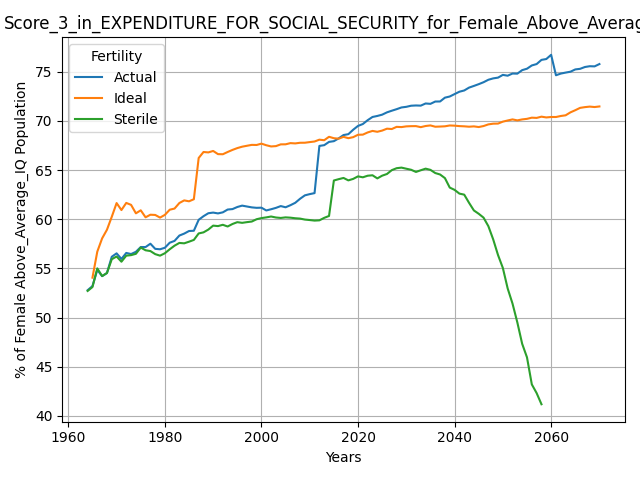 Score_3_in_EXPENDITURE_FOR_SOCIAL_SECURITY_for_Female_Above_Averag
Fertility
Actual
Ideal
Sterile
% of Female Above_Average_IQ Population
75
70
65
60
55
50
45
40
1960 1980 2000 2020 2040 2060
Years